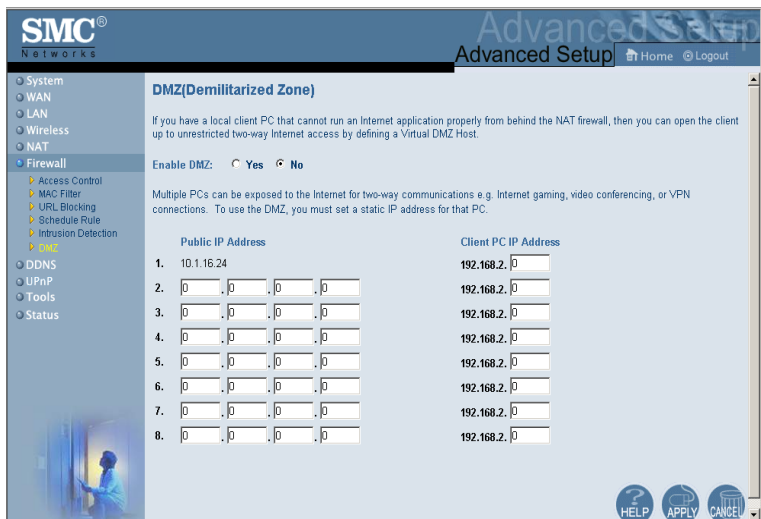 SMC®
Networks
Advanced Setup
Advanced Setup
Home
Logout
System
WAN
LAN
Wireless
NAT
Firewall
Access Control
MAC Filter
URL Blocking
Schedule Rule
Intrusion Detection
DMZ
DDNS
UPnP
Tools
Status
DMZ(Demilitarized Zone)
If you have a local client PC that cannot run an Internet application properly from behind the NAT firewall, then you can open the client
up to unrestricted two-way Internet access by defining a Virtual DMZ Host.
Enable DMZ: Yes No
Multiple PCs can be exposed to the Internet for two-way communications e.g. Internet gaming, video conferencing, or VPN
connections. To use the DMZ, you must set a static IP address for that PC.
Public IP Address Client PC IP Address
1. 10.1.16.24 192.168.2. 0
2. 0 . 0 . 0 . 0 192.168.2. 0
3. 0 . 0 . 0 . 0 192.168.2. 0
4. 0 . 0 . 0 . 0 192.168.2. 0
5. 0 . 0 . 0 . 0 192.168.2. 0
6. 0 . 0 . 0 . 0 192.168.2. 0
7. 0 . 0 . 0 . 0 192.168.2. 0
8. 0 . 0 . 0 . 0 192.168.2. 0
HELP APPLY CANCEL